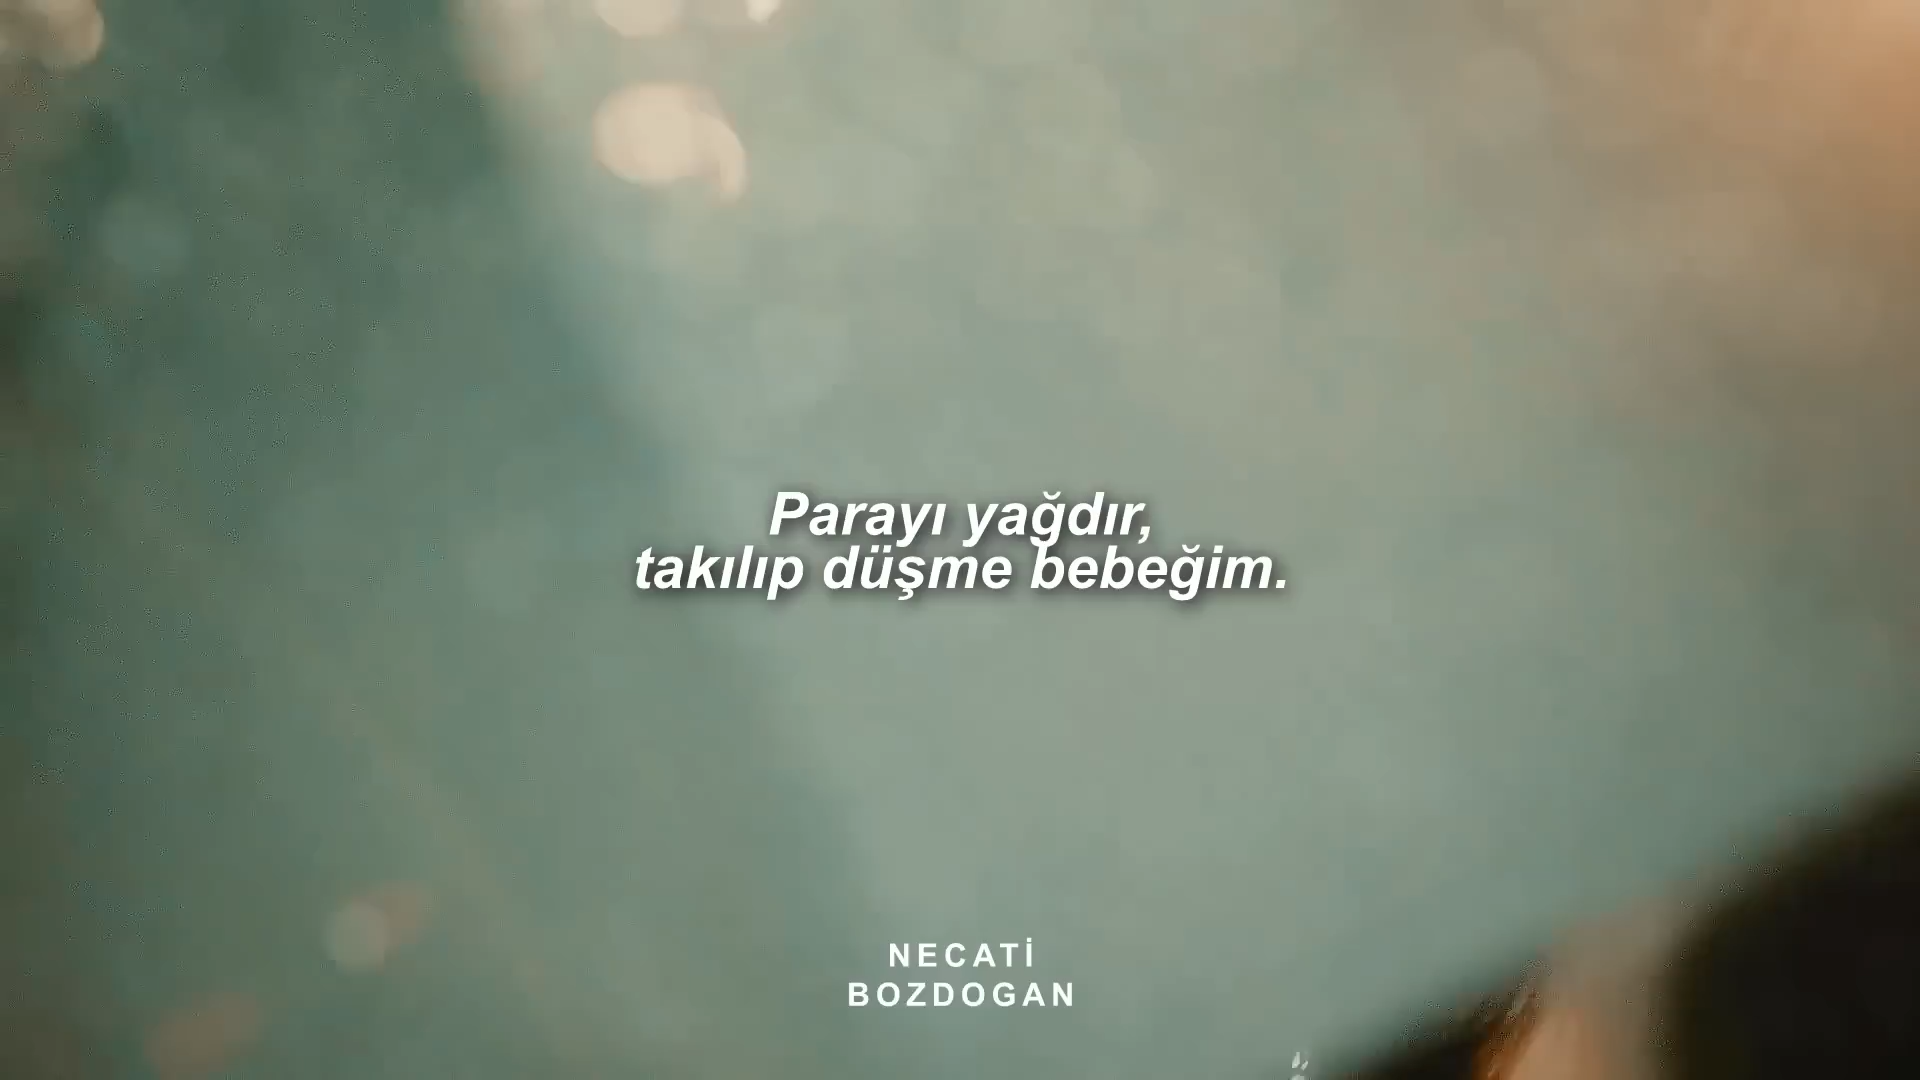 Parayı yağdır,
takılıp düşme bebeğim.
NECATİ
BOZDOGAN